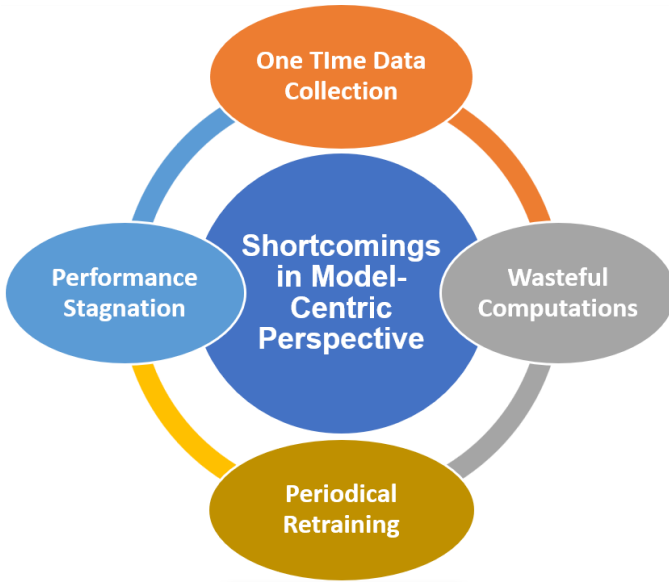 One TIme Data
Collection
Shortcomings
in Model-
Centric
Perspective
Performance
Stagnation
Wasteful
Computations
Periodical
Retraining